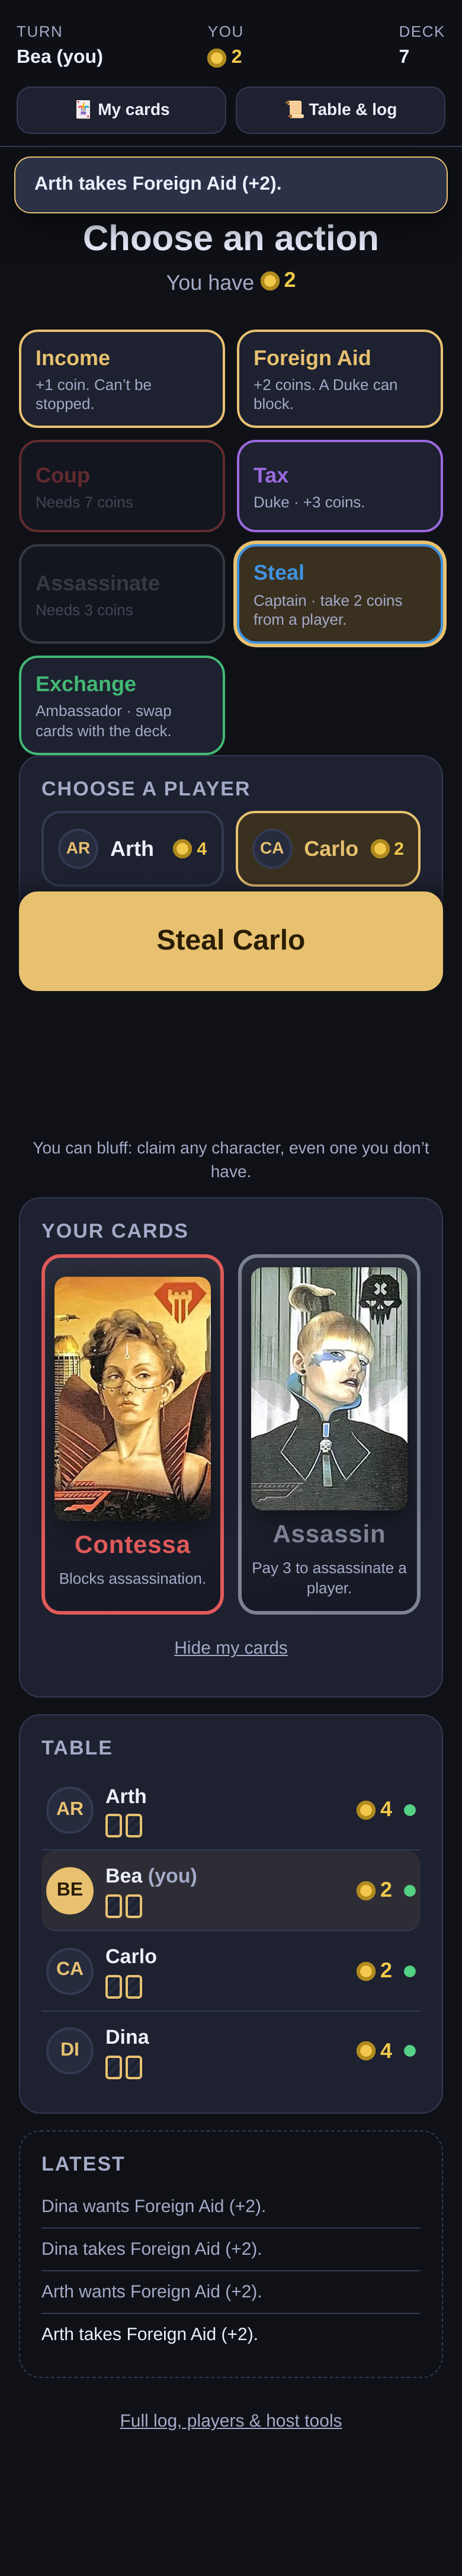 TURN
Bea (you)
YOU
2
DECK
7
🃏 My cards
📜 Table & log
Arth takes Foreign Aid (+2).
Choose an action
You have 2
Income
+1 coin. Can’t be
stopped.
Foreign Aid
+2 coins. A Duke can
block.
Coup
Needs 7 coins
Tax
Duke · +3 coins.
Assassinate
Needs 3 coins
Steal
Captain · take 2 coins
from a player.
Exchange
Ambassador · swap
cards with the deck.
CHOOSE A PLAYER
AR Arth 4
CA Carlo 2
Steal Carlo
You can bluff: claim any character, even one you don’t
have.
YOUR CARDS
Contessa
Blocks assassination.
Assassin
Pay 3 to assassinate a
player.
Hide my cards
TABLE
AR Arth 4
BE Bea (you) 2
CA Carlo 2
DI Dina 4
LATEST
Dina wants Foreign Aid (+2).
Dina takes Foreign Aid (+2).
Arth wants Foreign Aid (+2).
Arth takes Foreign Aid (+2).
Full log, players & host tools